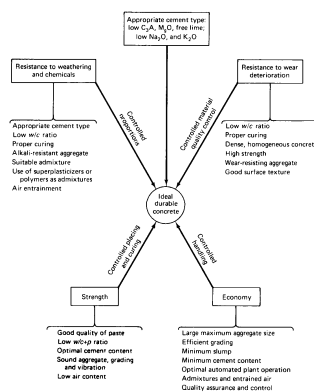 Appropriate cement type:
low C3A, MgO, free lime;
low Na2O, and K2O
Resistance to weathering
and chemicals
Resistance to wear
deterioration
Appropriate cement type
Low w/c ratio
Proper curing
Alkali-resistant aggregate
Suitable admixture
Use of superplasticizers or
polymers as admixtures
Air entrainment
Controlled
proportions
Controlled material
quality control
Low w/c ratio
Proper curing
Dense, homogeneous concret
High strength
Wear-resisting aggregate
Good surface texture
Ideal
durable
concrete
Controlled placing
and curing
Controlled
handling
Strength
Economy
Good quality of paste
Low w/c+p ratio
Optimal cement content
Sound aggregate, grading
and vibration
Low air content
Large maximum aggregate size
Efficient grading
Minimum slump
Minimum cement content
Optimal automated plant operation
Admixtures and entrained air
Quality assurance and control